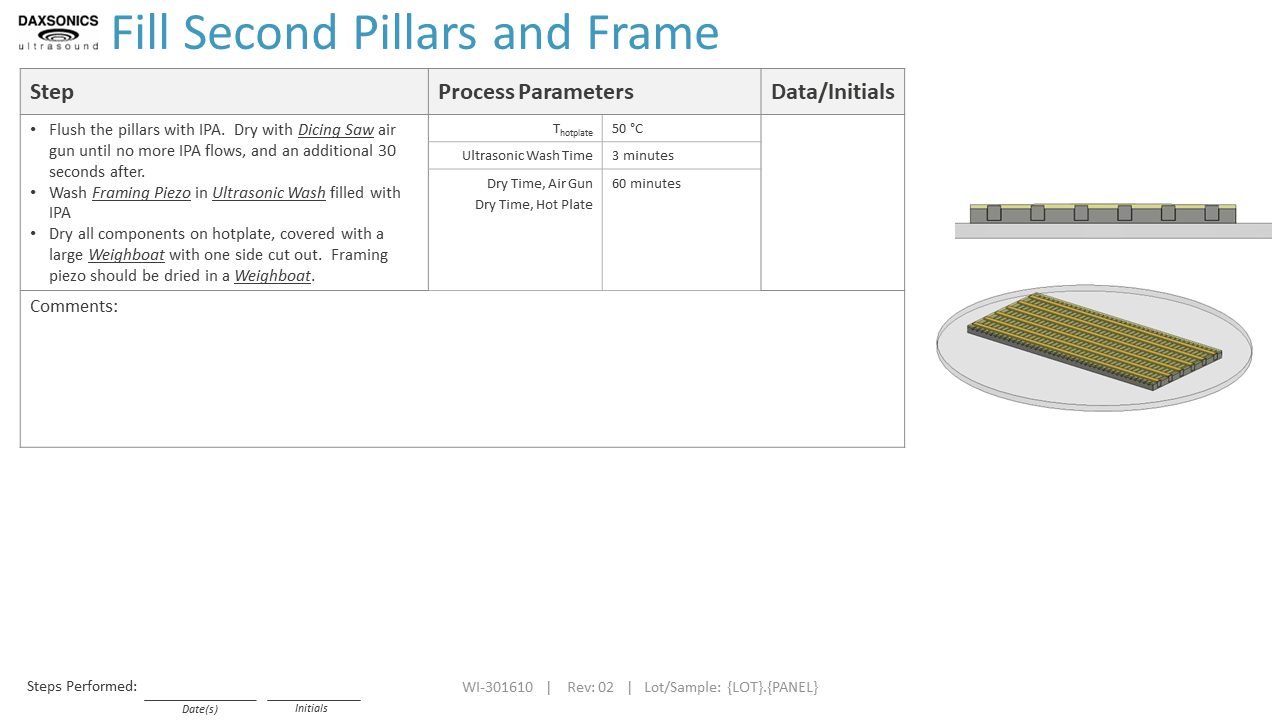 DAXSONICS
ultrasound
Fill Second Pillars and Frame
Step
Process Parameters
Data/Initials
• Flush the pillars with IPA.  Dry with Dicing Saw air
gun until no more IPA flows, and an additional 30
seconds after.
• Wash Framing Piezo in Ultrasonic Wash filled with
IPA
• Dry all components on hotplate, covered with a
large Weighboat with one side cut out.  Framing
piezo should be dried in a Weighboat.
Thotplate
50 °C
Ultrasonic Wash Time
3 minutes
Dry Time, Air Gun
60 minutes
Dry Time, Hot Plate
Comments:
Steps Performed:
Date(s)
Initials
WI-301610 | Rev: 02 | Lot/Sample: {LOT}.{PANEL}